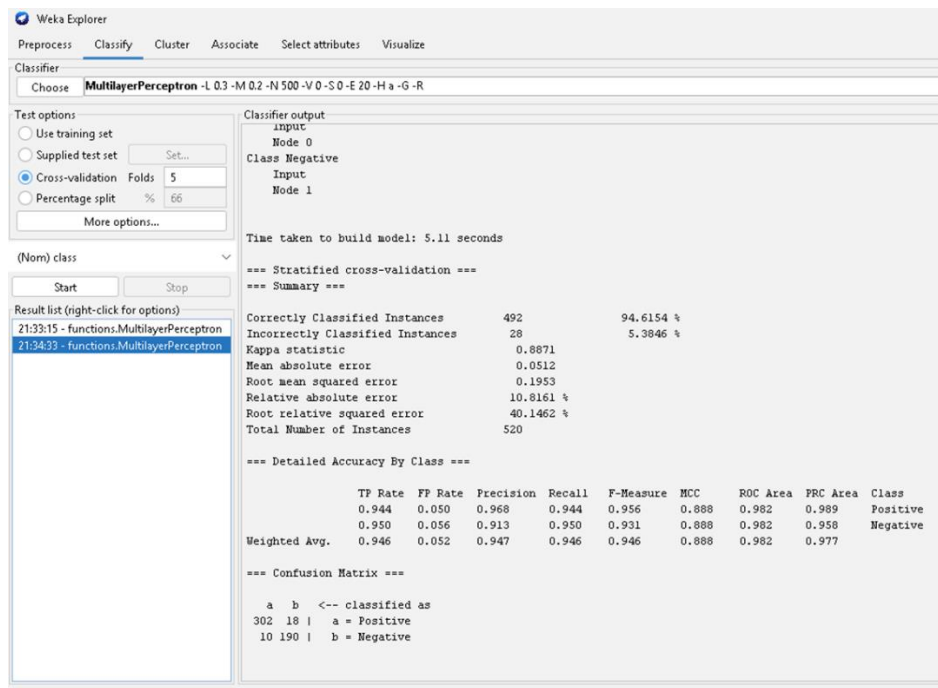 Weka Explorer
Preprocess Classify Cluster Associate Select attributes Visualize
Classifier
Choose MultilayerPerceptron -L 0.3 -M 0.2 -N 500 -V 0 -S 0 -E 20 -H a -G -R
Test options
Use training set
Supplied test set Set...
Cross-validation Folds 5
Percentage split % 66
More options...
(Nom) class
Start Stop
Result list (right-click for options)
21:33:15 - functions.MultilayerPerceptron
21:34:33 - functions.MultilayerPerceptron
Classifier output
Input
Node 0
Class Negative
Input
Node 1
Time taken to build model: 5.11 seconds
=== Stratified cross-validation ===
=== Summary ===
Correctly Classified Instances 492 94.6154 %
Incorrectly Classified Instances 28 5.3846 %
Kappa statistic 0.8871
Mean absolute error 0.0512
Root mean squared error 0.1953
Relative absolute error 10.8161 %
Root relative squared error 40.1462 %
Total Number of Instances 520
=== Detailed Accuracy By Class ===
TP Rate FP Rate Precision Recall F-Measure MCC ROC Area PRC Area Class
0.944 0.050 0.968 0.944 0.956 0.888 0.982 0.989 Positive
0.950 0.056 0.913 0.950 0.931 0.888 0.982 0.958 Negative
Weighted Avg. 0.946 0.052 0.947 0.946 0.946 0.888 0.982 0.977
=== Confusion Matrix ===
a b <-- classified as
302 18 | a = Positive
10 190 | b = Negative